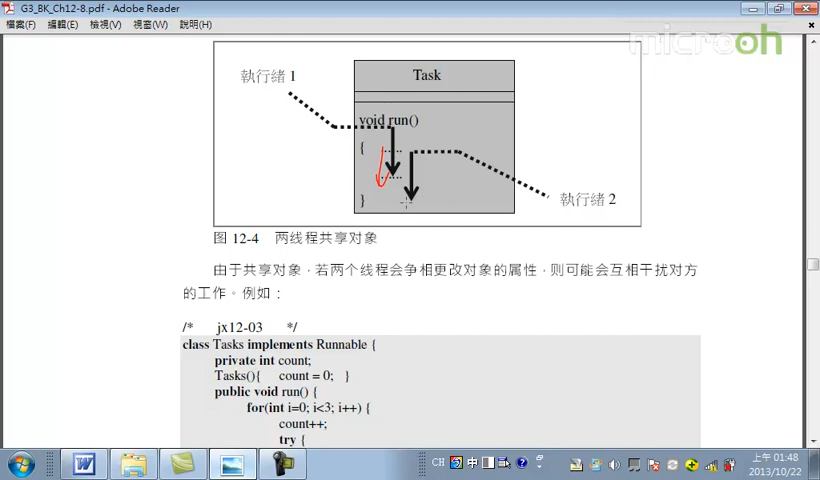 G3_BK_Ch12-8.pdf - Adobe Reader
檔案(F) 編輯(E) 檢視(V) 視窗(W) 說明(H)
microoh
Task
執行緒 1
void run()
{
.....
.....
執行緒 2
}
图 12-4 两线程共享对象
由于共享对象，若两个线程会争相更改对象的属性，则可能会互相干扰对方
的工作。例如：
/* jx12-03 */
class Tasks implements Runnable {
private int count;
Tasks(){ count = 0; }
public void run() {
for(int i=0; i<3; i++) {
count++;
try {
CH 中
上午 01:48
2013/10/22